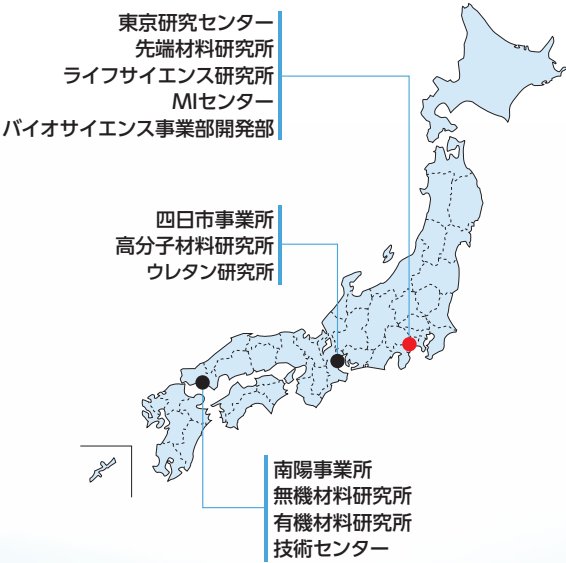 東京研究センター
先端材料研究所
ライフサイエンス研究所
MIセンター
バイオサイエンス事業部開発部
四日市事業所
高分子材料研究所
ウレタン研究所
南陽事業所
無機材料研究所
有機材料研究所
技術センター